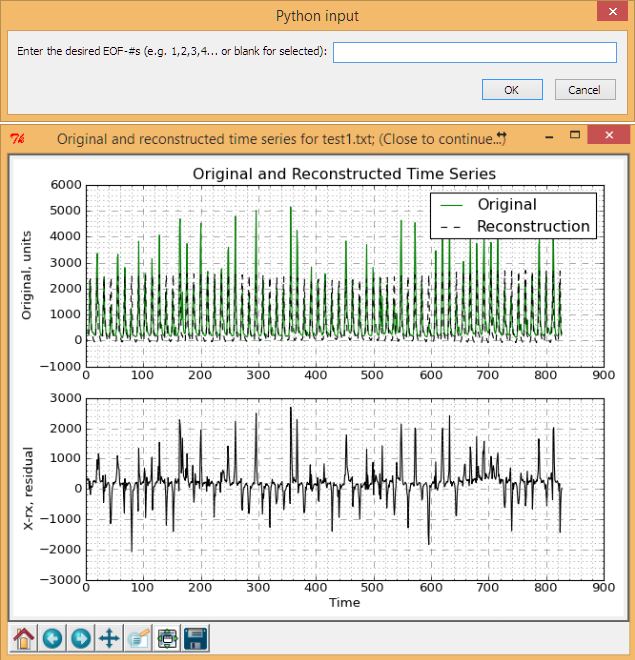 Python input
Enter the desired EOF-#s (e.g. 1,2,3,4... or blank for selected):
OK Cancel
Original and reconstructed time series for test1.txt; (Close to continue...)
Original and Reconstructed Time Series
6000
5000
4000
3000
2000
1000
0
−1000
Original, units
Original
Reconstruction
0 100 200 300 400 500 600 700 800 900
3000
2000
1000
0
−1000
−2000
−3000
X-rx, residual
0 100 200 300 400 500 600 700 800 900
Time